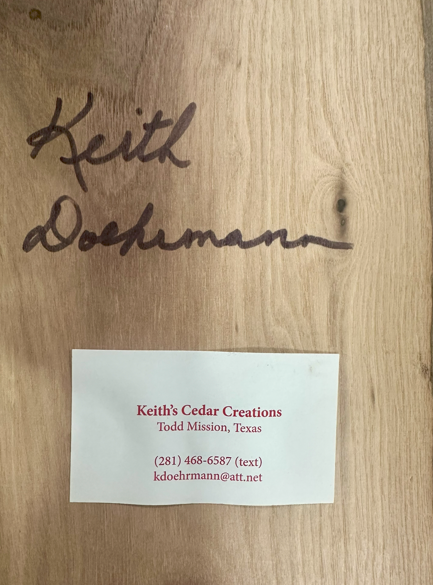 Keith
Doehrmann
Keith's Cedar Creations
Todd Mission, Texas
(281) 468-6587 (text)
kdoehrmann@att.net